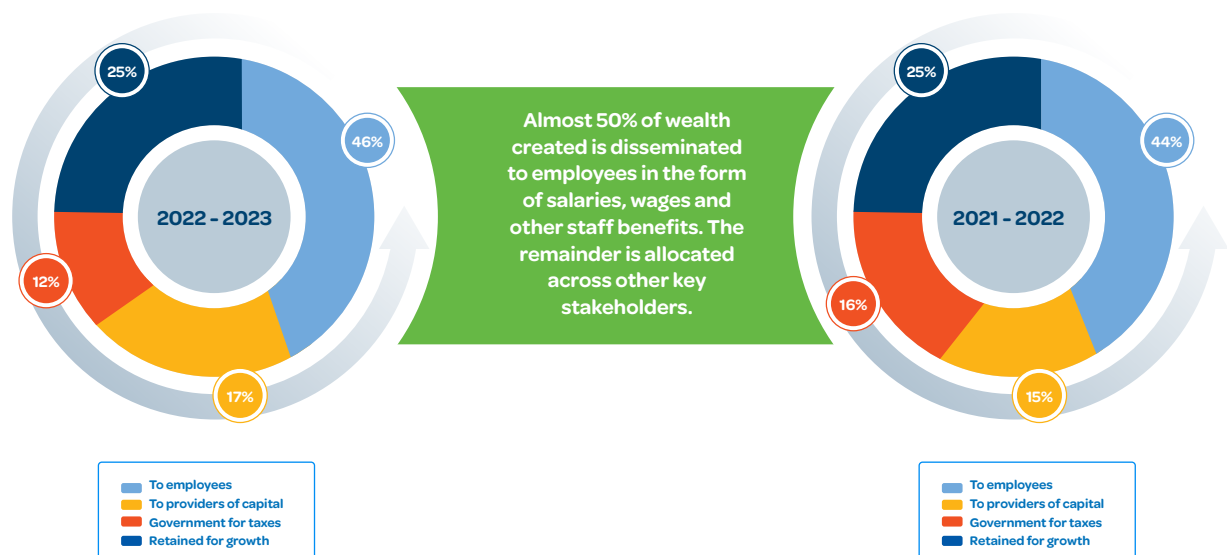 25%
46%
2022 - 2023
12%
17%
To employees
To providers of capital
Government for taxes
Retained for growth
Almost 50% of wealth
created is disseminated
to employees in the form
of salaries, wages and
other staff benefits. The
remainder is allocated
across other key
stakeholders.
25%
44%
2021 - 2022
16%
15%
To employees
To providers of capital
Government for taxes
Retained for growth